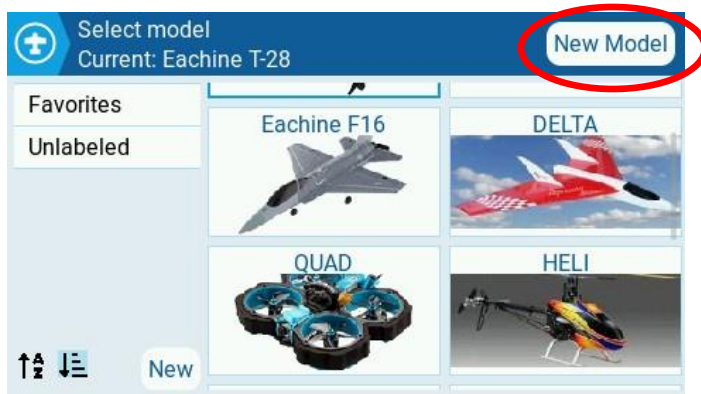 Select model
Current: Eachine T-28
New Model
Favorites
Unlabeled
Eachine F16
DELTA
QUAD
HELI
New